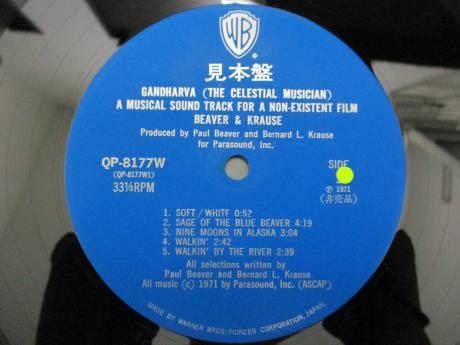 WB
見本盤
GANDHARVA (THE CELESTIAL MUSICIAN)
A MUSICAL SOUND TRACK FOR A NON-EXISTENT FILM
BEAVER & KRAUSE
Produced by Paul Beaver and Bernard L. Krause
for Parasound, Inc.
QP-8177W
(QP-8177W1)
33⅓RPM
SIDE
Ⓟ 1971
(非売品)
1. SOFT/WHITE 0:52
2. SAGE OF THE BLUE BEAVER 4:19
3. NINE MOONS IN ALASKA 3:04
4. WALKIN' 2:42
5. WALKIN' BY THE RIVER 2:39
All selections written by
Paul Beaver and Bernard L. Krause
All music (c) 1971 by Parasound, Inc. (ASCAP)
MADE BY WARNER BROS; PIONEER CORPORATION, JAPAN.